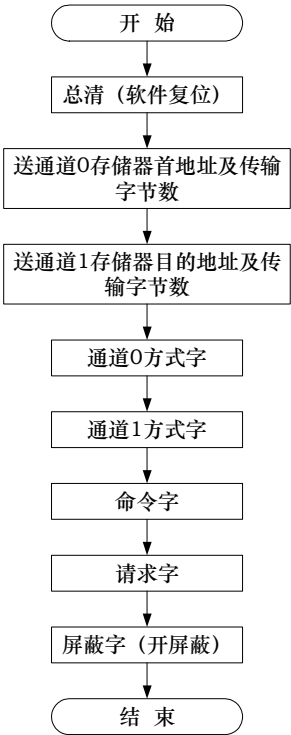 开 始
总清（软件复位）
送通道0存储器首地址及传输
字节数
送通道1存储器目的地址及传
输字节数
通道0方式字
通道1方式字
命令字
请求字
屏蔽字（开屏蔽）
结 束